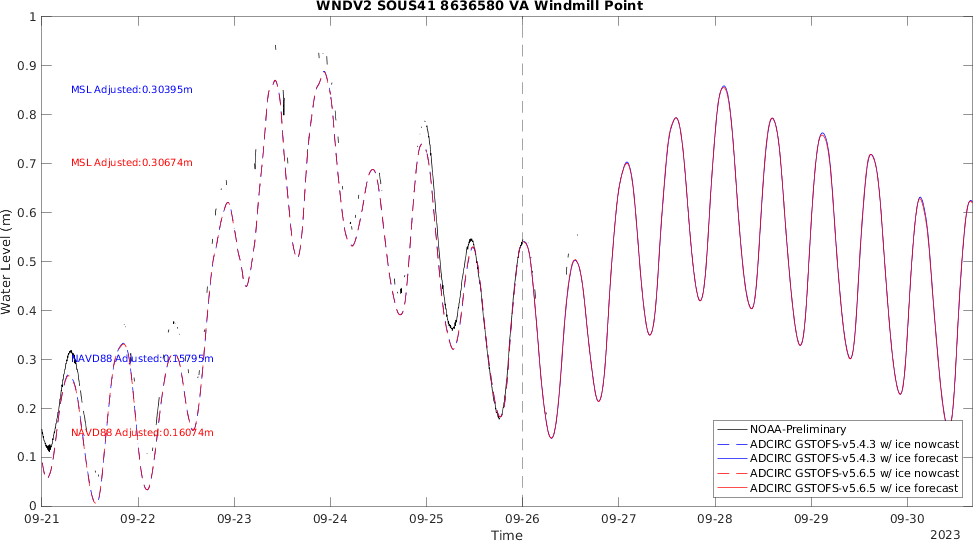 WNDV2 SOUS41 8636580 VA Windmill Point
1
0.9
0.8
0.7
0.6
0.5
0.4
0.3
0.2
0.1
0
Water Level (m)
MSL Adjusted:0.30395m
MSL Adjusted:0.30674m
NAVD88 Adjusted:0.15795m
NAVD88 Adjusted:0.16074m
NOAA-Preliminary
ADCIRC GSTOFS-v5.4.3 w/ ice nowcast
ADCIRC GSTOFS-v5.4.3 w/ ice forecast
ADCIRC GSTOFS-v5.6.5 w/ ice nowcast
ADCIRC GSTOFS-v5.6.5 w/ ice forecast
09-21 09-22 09-23 09-24 09-25 09-26 09-27 09-28 09-29 09-30
Time
2023